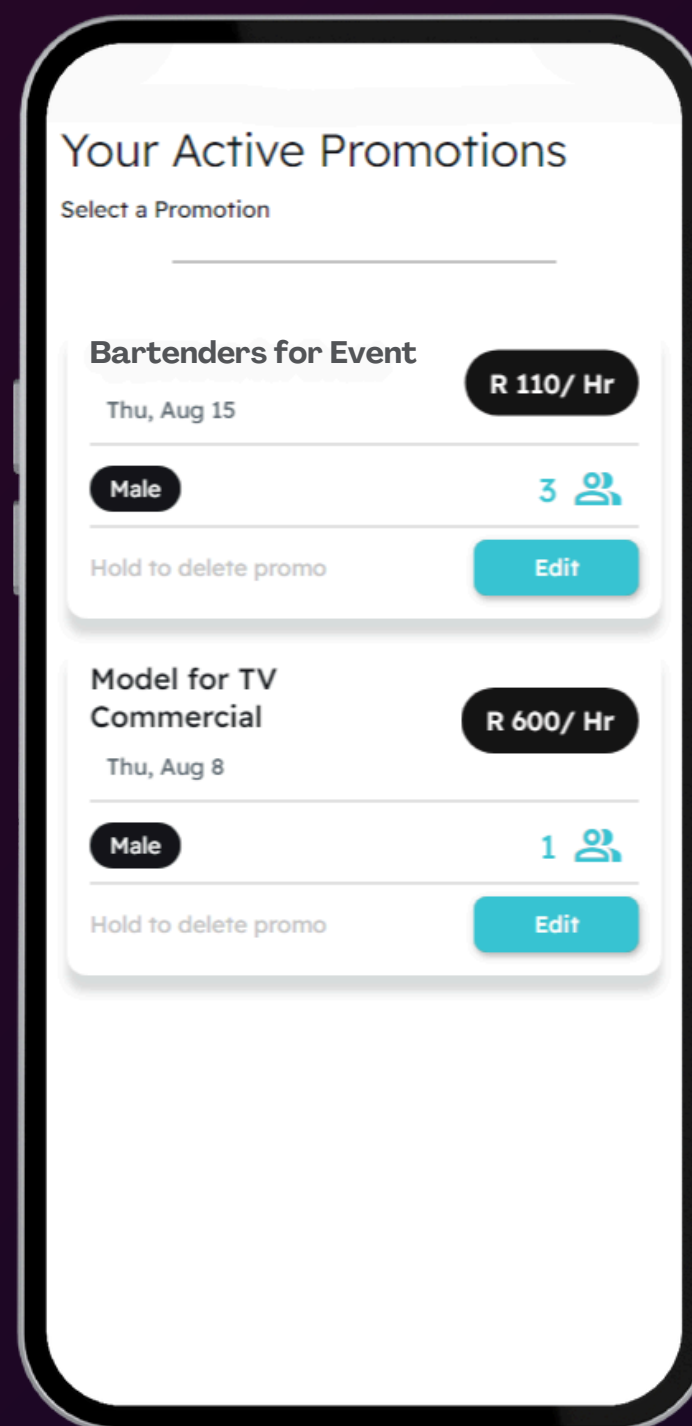 Your Active Promotions
Select a Promotion
Bartenders for Event
R 110/ Hr
Thu, Aug 15
Male
3
Hold to delete promo
Edit
Model for TV
Commercial
R 600/ Hr
Thu, Aug 8
Male
1
Hold to delete promo
Edit